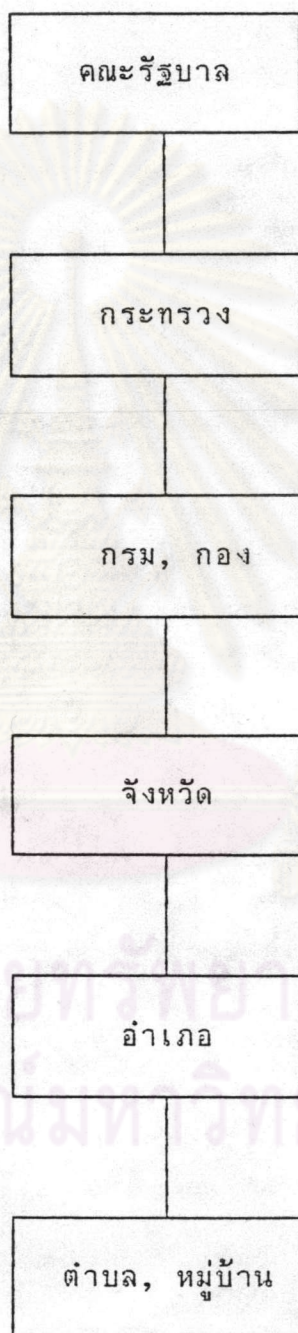 คณะรัฐบาล
กระทรวง
กรม, กอง
จังหวัด
อำเภอ
ตำบล, หมู่บ้าน